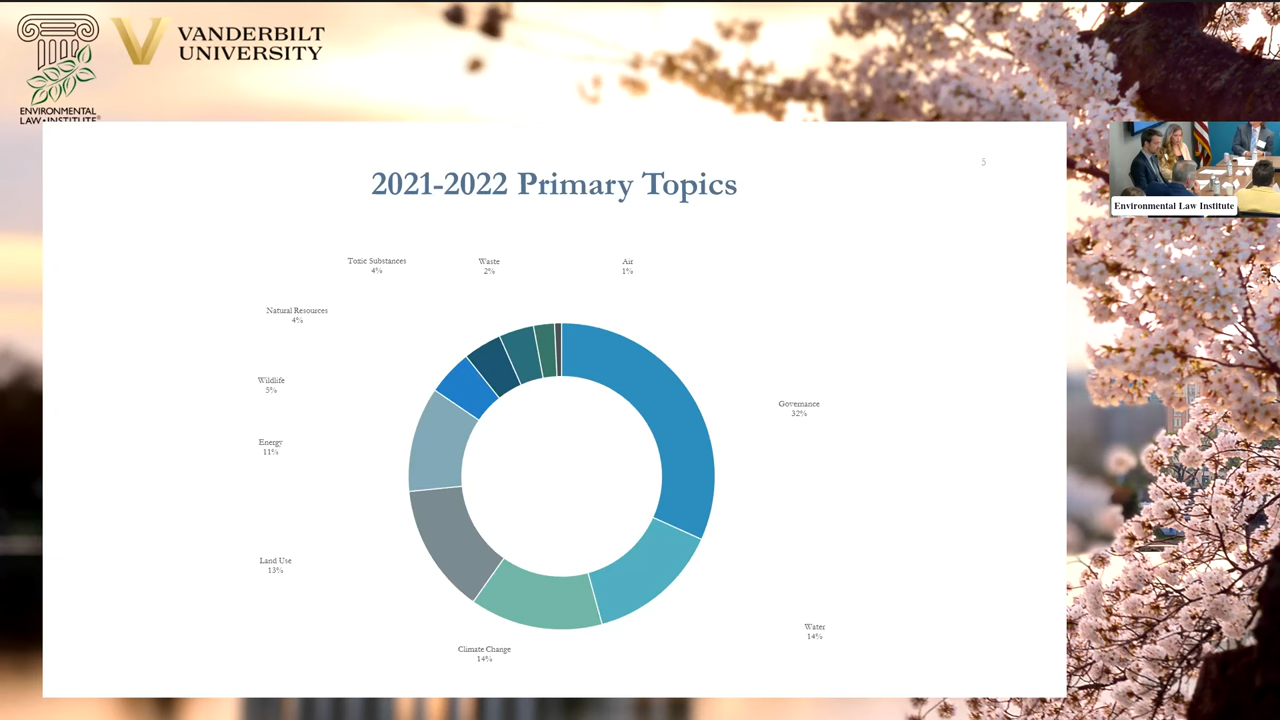 VANDERBILT
UNIVERSITY
ENVIRONMENTAL
LAW•INSTITUTE®
5
2021-2022 Primary Topics
Toxic Substances
4%
Waste
2%
Air
1%
Natural Resources
4%
Wildlife
5%
Governance
32%
Energy
11%
Land Use
13%
Water
14%
Climate Change
14%
Environmental Law Institute